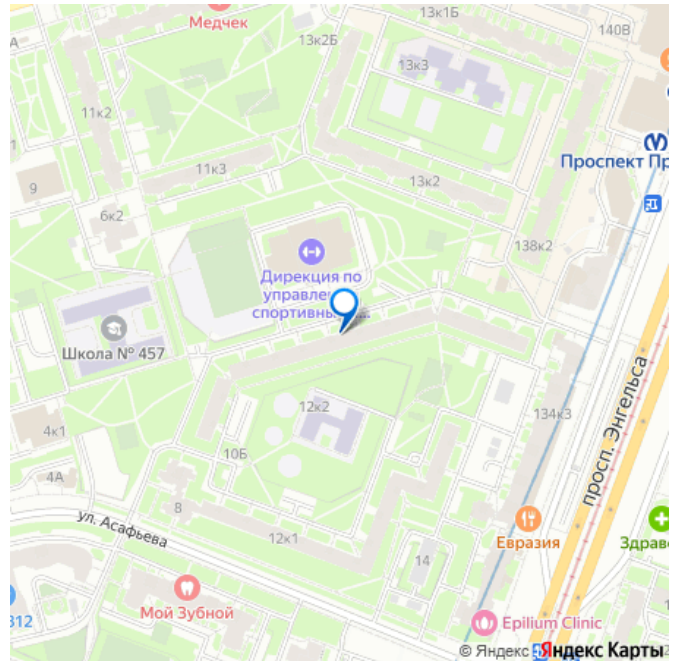 Медчек
13к1Б
140В
13к2Б
13к3
11к2
Проспект Пр
11к3
13к2
9
6к2
138к2
Дирекция по
управлен
спортивны
Школа № 457
просп. Энгельса
12к2
134к3
4к1
10Б
4А
8
ул. Асафьева
12к1
Евразия
Здрав
14
Мой Зубной
312
Epilium Clinic
© Яндекс Яндекс Карты